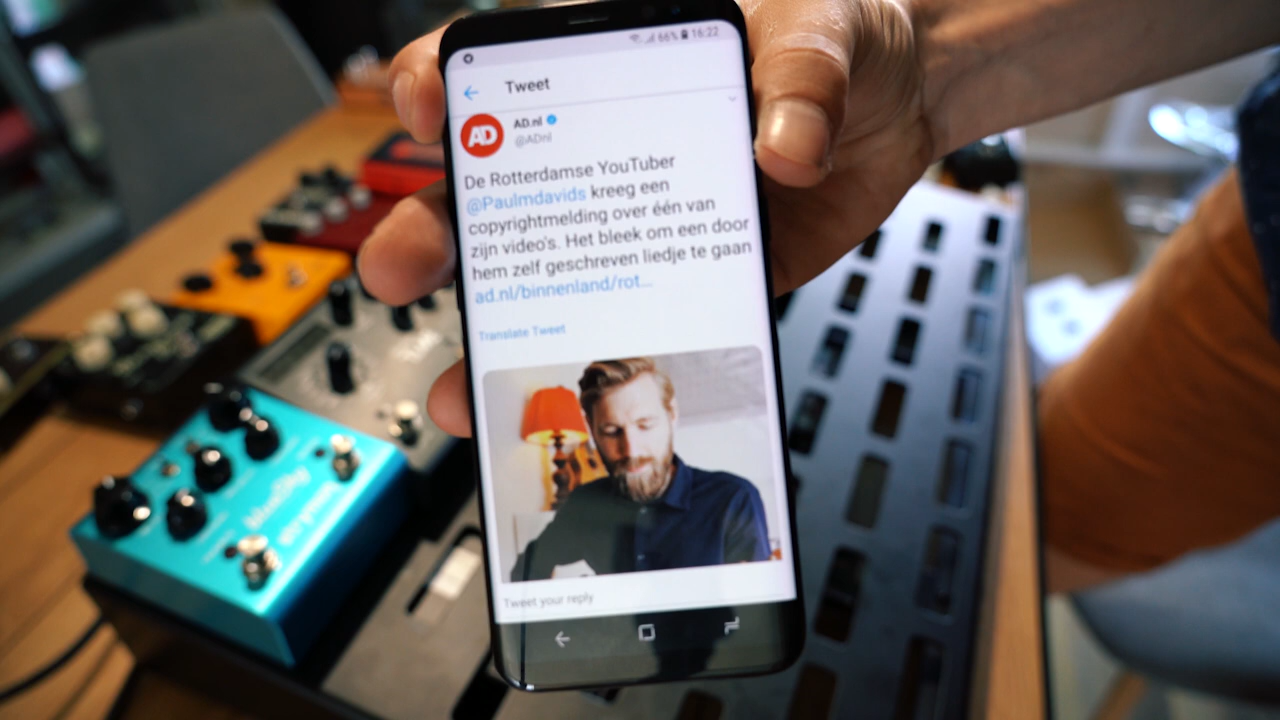 66% 16:22
Tweet
AD
AD.nl
@ADnl
De Rotterdamse YouTuber
@Paulmdavids kreeg een
copyrightmelding over één van
zijn video's. Het bleek om een door
hem zelf geschreven liedje te gaan
ad.nl/binnenland/rot...
Translate Tweet
Tweet your reply
blueSky
strymon